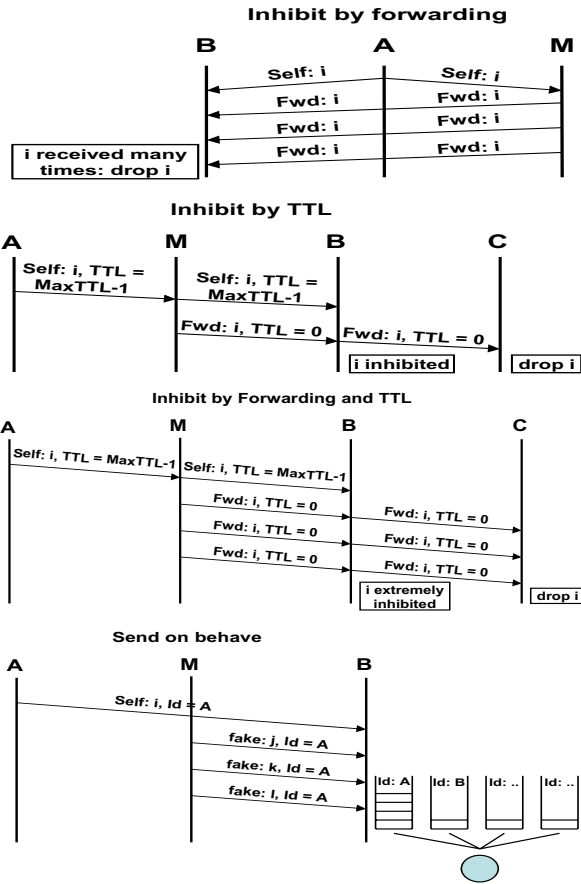 Inhibit by forwarding
B A M
Self: i Self: i
Fwd: i Fwd: i
Fwd: i Fwd: i
Fwd: i Fwd: i
i received many
times: drop i
Inhibit by TTL
A M B C
Self: i, TTL =
MaxTTL-1
Self: i, TTL =
MaxTTL-1
Fwd: i, TTL = 0 Fwd: i, TTL = 0
i inhibited drop i
Inhibit by Forwarding and TTL
A M B C
Self: i, TTL = MaxTTL-1 Self: i, TTL = MaxTTL-1
Fwd: i, TTL = 0 Fwd: i, TTL = 0
Fwd: i, TTL = 0 Fwd: i, TTL = 0
Fwd: i, TTL = 0 Fwd: i, TTL = 0
i extremely
inhibited
drop i
Send on behave
A M B
Self: i, Id = A
fake: j, Id = A
fake: k, Id = A
fake: l, Id = A
Id: A Id: B Id: .. Id: ..